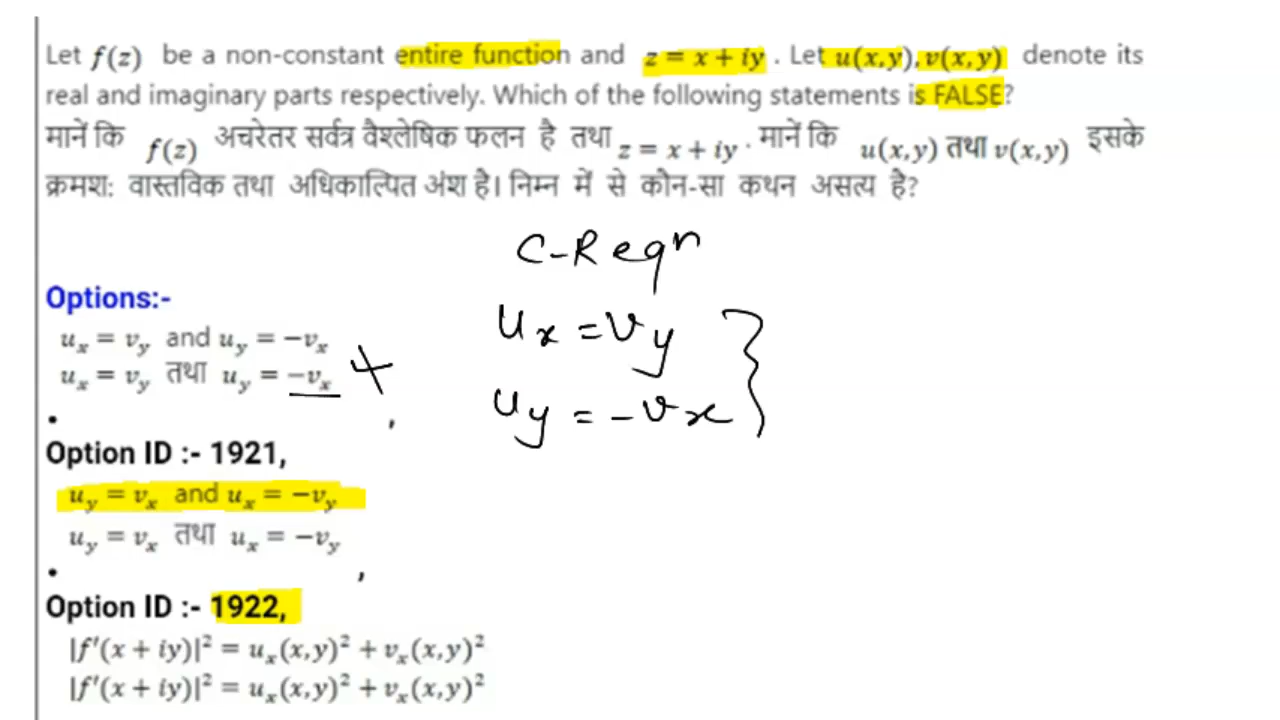 Let f(z) be a non-constant entire function and z = x + iy . Let u(x,y), v(x,y) denote its
real and imaginary parts respectively. Which of the following statements is FALSE?
मानें कि f(z) अचरेतर सर्वत्र वैश्लेषिक फलन है तथा z = x + iy . मानें कि u(x,y) तथा v(x,y) इसके
क्रमश: वास्तविक तथा अधिकाल्पित अंश है। निम्न में से कौन-सा कथन असत्य है?
C-R eqn
Options:-
u_x = v_y and u_y = −v_x
u_x = v_y तथा u_y = −v_x
u_x = v_y
u_y = −v_x
Option ID :- 1921,
u_y = v_x and u_x = −v_y
u_y = v_x तथा u_x = −v_y
Option ID :- 1922,
|f′(x + iy)|² = u_x(x,y)² + v_x(x,y)²
|f′(x + iy)|² = u_x(x,y)² + v_x(x,y)²